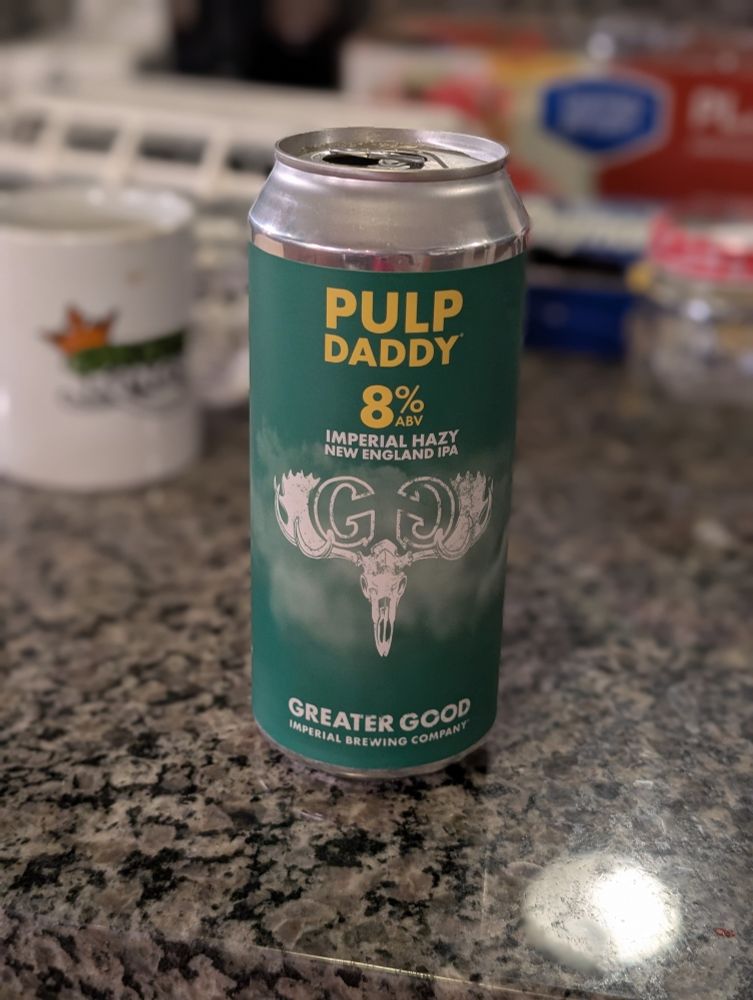 PULP
DADDY
8%
ABV
IMPERIAL HAZY
NEW ENGLAND IPA
G G
GREATER GOOD
IMPERIAL BREWING COMPANY